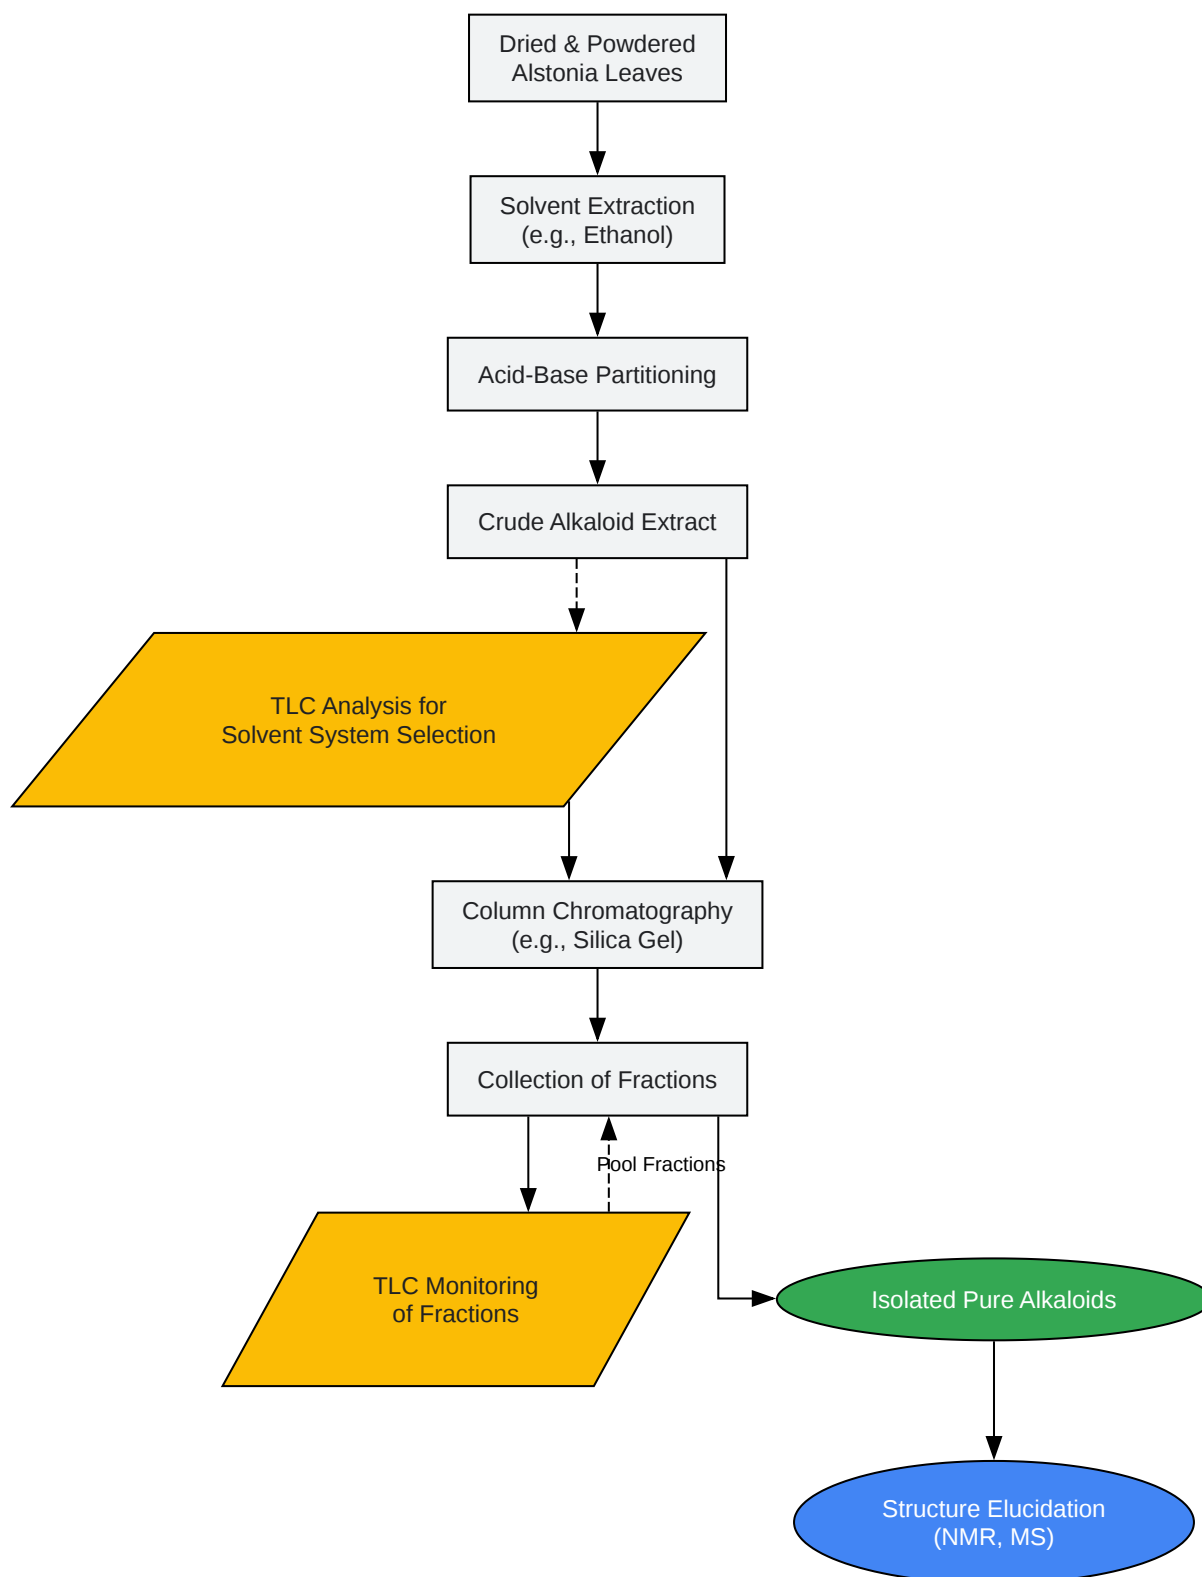 Dried & Powdered
Alstonia Leaves
Solvent Extraction
(e.g., Ethanol)
Acid-Base Partitioning
Crude Alkaloid Extract
TLC Analysis for
Solvent System Selection
Column Chromatography
(e.g., Silica Gel)
Collection of Fractions
Pool Fractions
TLC Monitoring
of Fractions
Isolated Pure Alkaloids
Structure Elucidation
(NMR, MS)